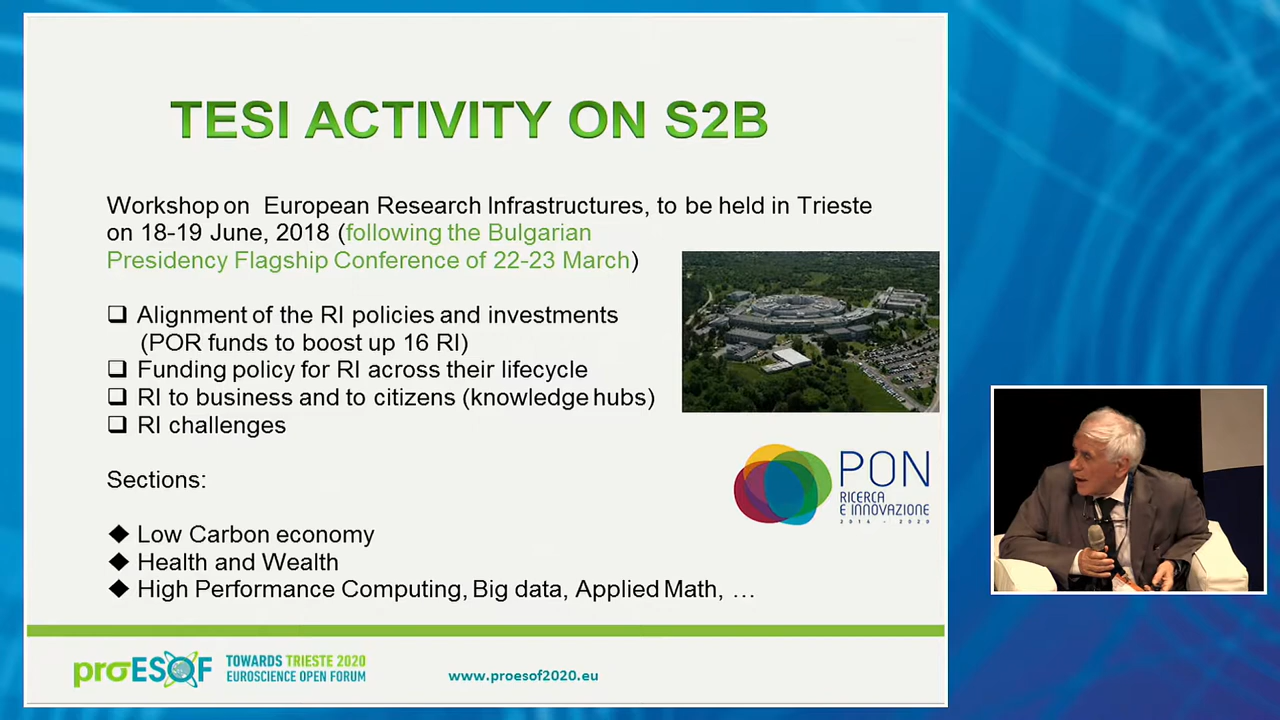 TESI ACTIVITY ON S2B
Workshop on European Research Infrastructures, to be held in Trieste
on 18-19 June, 2018 (following the Bulgarian
Presidency Flagship Conference of 22-23 March)
❑ Alignment of the RI policies and investments
(POR funds to boost up 16 RI)
❑ Funding policy for RI across their lifecycle
❑ RI to business and to citizens (knowledge hubs)
❑ RI challenges
PON
RICERCA
E INNOVAZIONE
2014 - 2020
Sections:
◆ Low Carbon economy
◆ Health and Wealth
◆ High Performance Computing, Big data, Applied Math, …
proESOF
TOWARDS TRIESTE 2020
EUROSCIENCE OPEN FORUM
www.proesof2020.eu